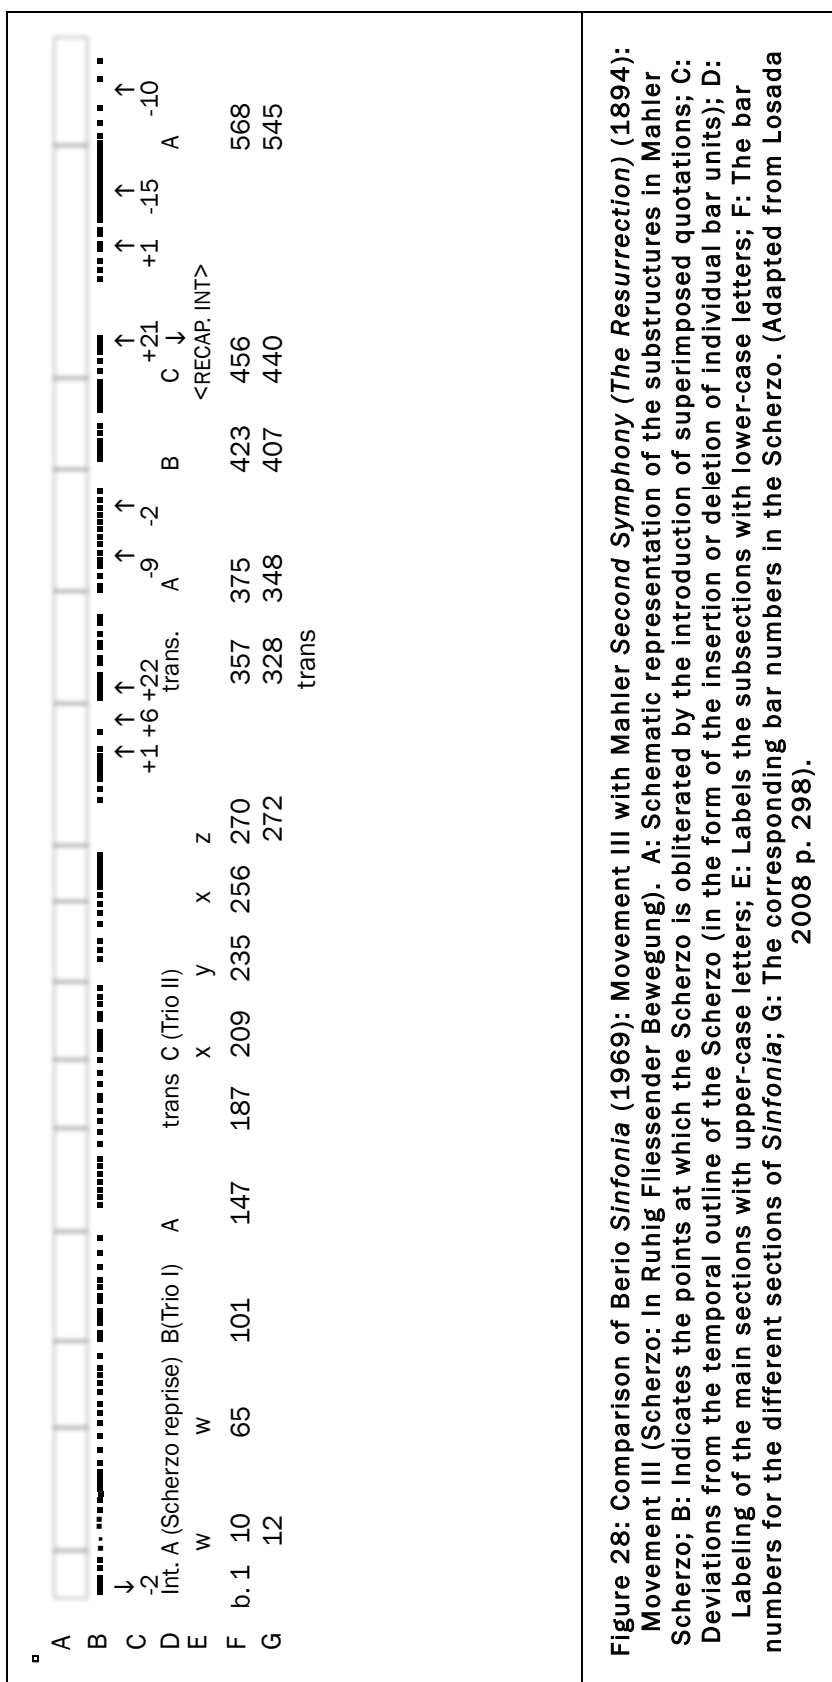 A
B
C ↓ -2 ↑ +1 ↑ +6 ↑ +22 ↑ -9 ↑ -2 ↑ +21 ↑ +1 ↑ -15 ↑ -10
D Int. A (Scherzo reprise) B(Trio I) A trans C (Trio II) trans. A B C ↓ A
E w w x y x z <RECAP. INT>
F b. 1 10 65 101 147 187 209 235 256 270 357 375 423 456 568
G 12 272 328 348 407 440 545
trans
Figure 28: Comparison of Berio Sinfonia (1969): Movement III with Mahler Second Symphony (The Resurrection) (1894):
Movement III (Scherzo: In Ruhig Fliessender Bewegung). A: Schematic representation of the substructures in Mahler
Scherzo; B: Indicates the points at which the Scherzo is obliterated by the introduction of superimposed quotations; C:
Deviations from the temporal outline of the Scherzo (in the form of the insertion or deletion of individual bar units); D:
Labeling of the main sections with upper-case letters; E: Labels the subsections with lower-case letters; F: The bar
numbers for the different sections of Sinfonia; G: The corresponding bar numbers in the Scherzo. (Adapted from Losada
2008 p. 298).